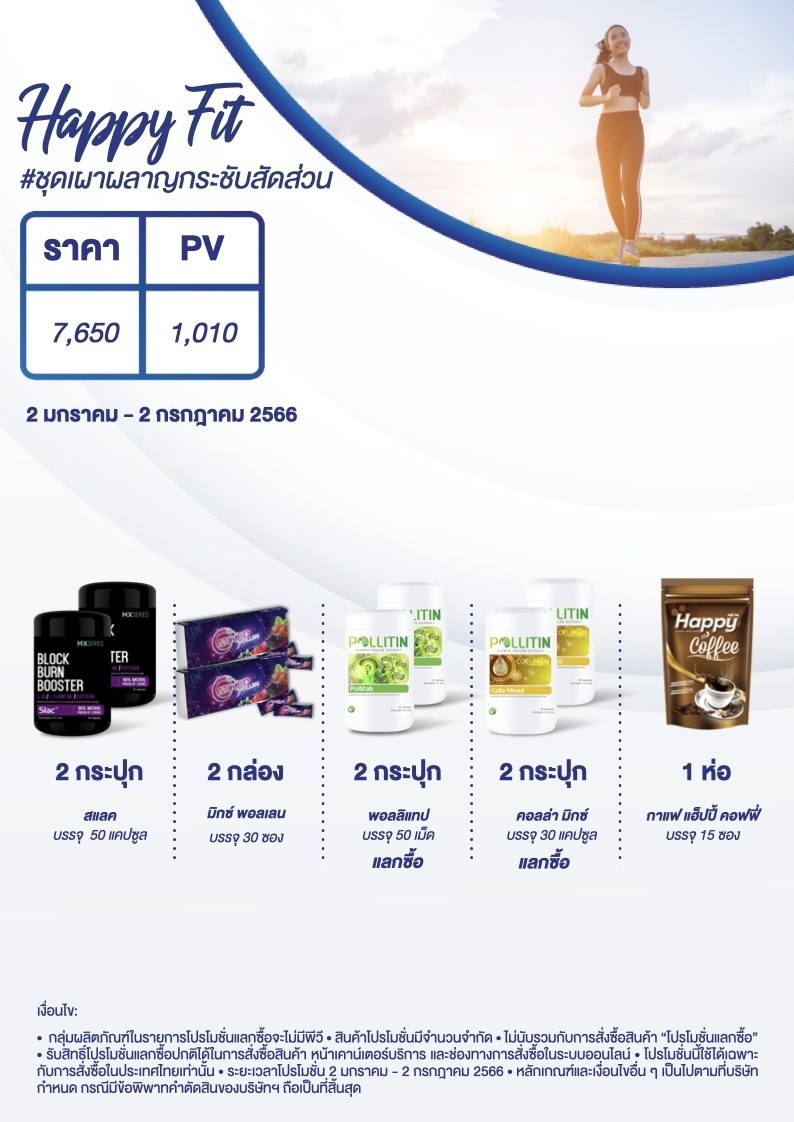 Happy Fit
#ชุดเผาผลาญกระชับสัดส่วน
ราคา PV
7,650 1,010
2 มกราคม - 2 กรกฎาคม 2566
MXSERIES
BLOCK
BURN
BOOSTER
Slac
MXSERIES
TER
POLLITIN
FLOWER POLLEN EXTRACT
Pollitab
LITIN
POLLITIN
FLOWER POLLEN EXTRACT
COLLAGEN
Colla Mixed
LITIN
Happy
Coffee
2 กระปุก 2 กล่อง 2 กระปุก 2 กระปุก 1 ห่อ
สแลค มิกซ์ พอลเลน พอลลิแทป คอลล่า มิกซ์ กาแฟ แฮ็ปปี้ คอฟฟี่
บรรจุ 50 แคปซูล บรรจุ 30 ซอง บรรจุ 50 เม็ด บรรจุ 30 แคปซูล บรรจุ 15 ซอง
แลกซื้อ แลกซื้อ
เงื่อนไข:
• กลุ่มผลิตภัณฑ์ในรายการโปรโมชั่นแลกซื้อจะไม่มีพีวี • สินค้าโปรโมชั่นมีจำนวนจำกัด • ไม่นับรวมกับการสั่งซื้อสินค้า “โปรโมชั่นแลกซื้อ”
• รับสิทธิ์โปรโมชั่นแลกซื้อปกติได้ในการสั่งซื้อสินค้า หน้าเคาน์เตอร์บริการ และช่องทางการสั่งซื้อในระบบออนไลน์ • โปรโมชั่นนี้ใช้ได้เฉพาะ
กับการสั่งซื้อในประเทศไทยเท่านั้น • ระยะเวลาโปรโมชั่น 2 มกราคม - 2 กรกฎาคม 2566 • หลักเกณฑ์และเงื่อนไขอื่น ๆ เป็นไปตามที่บริษัท
กำหนด กรณีมีข้อพิพาทคำตัดสินของบริษัทฯ ถือเป็นที่สิ้นสุด